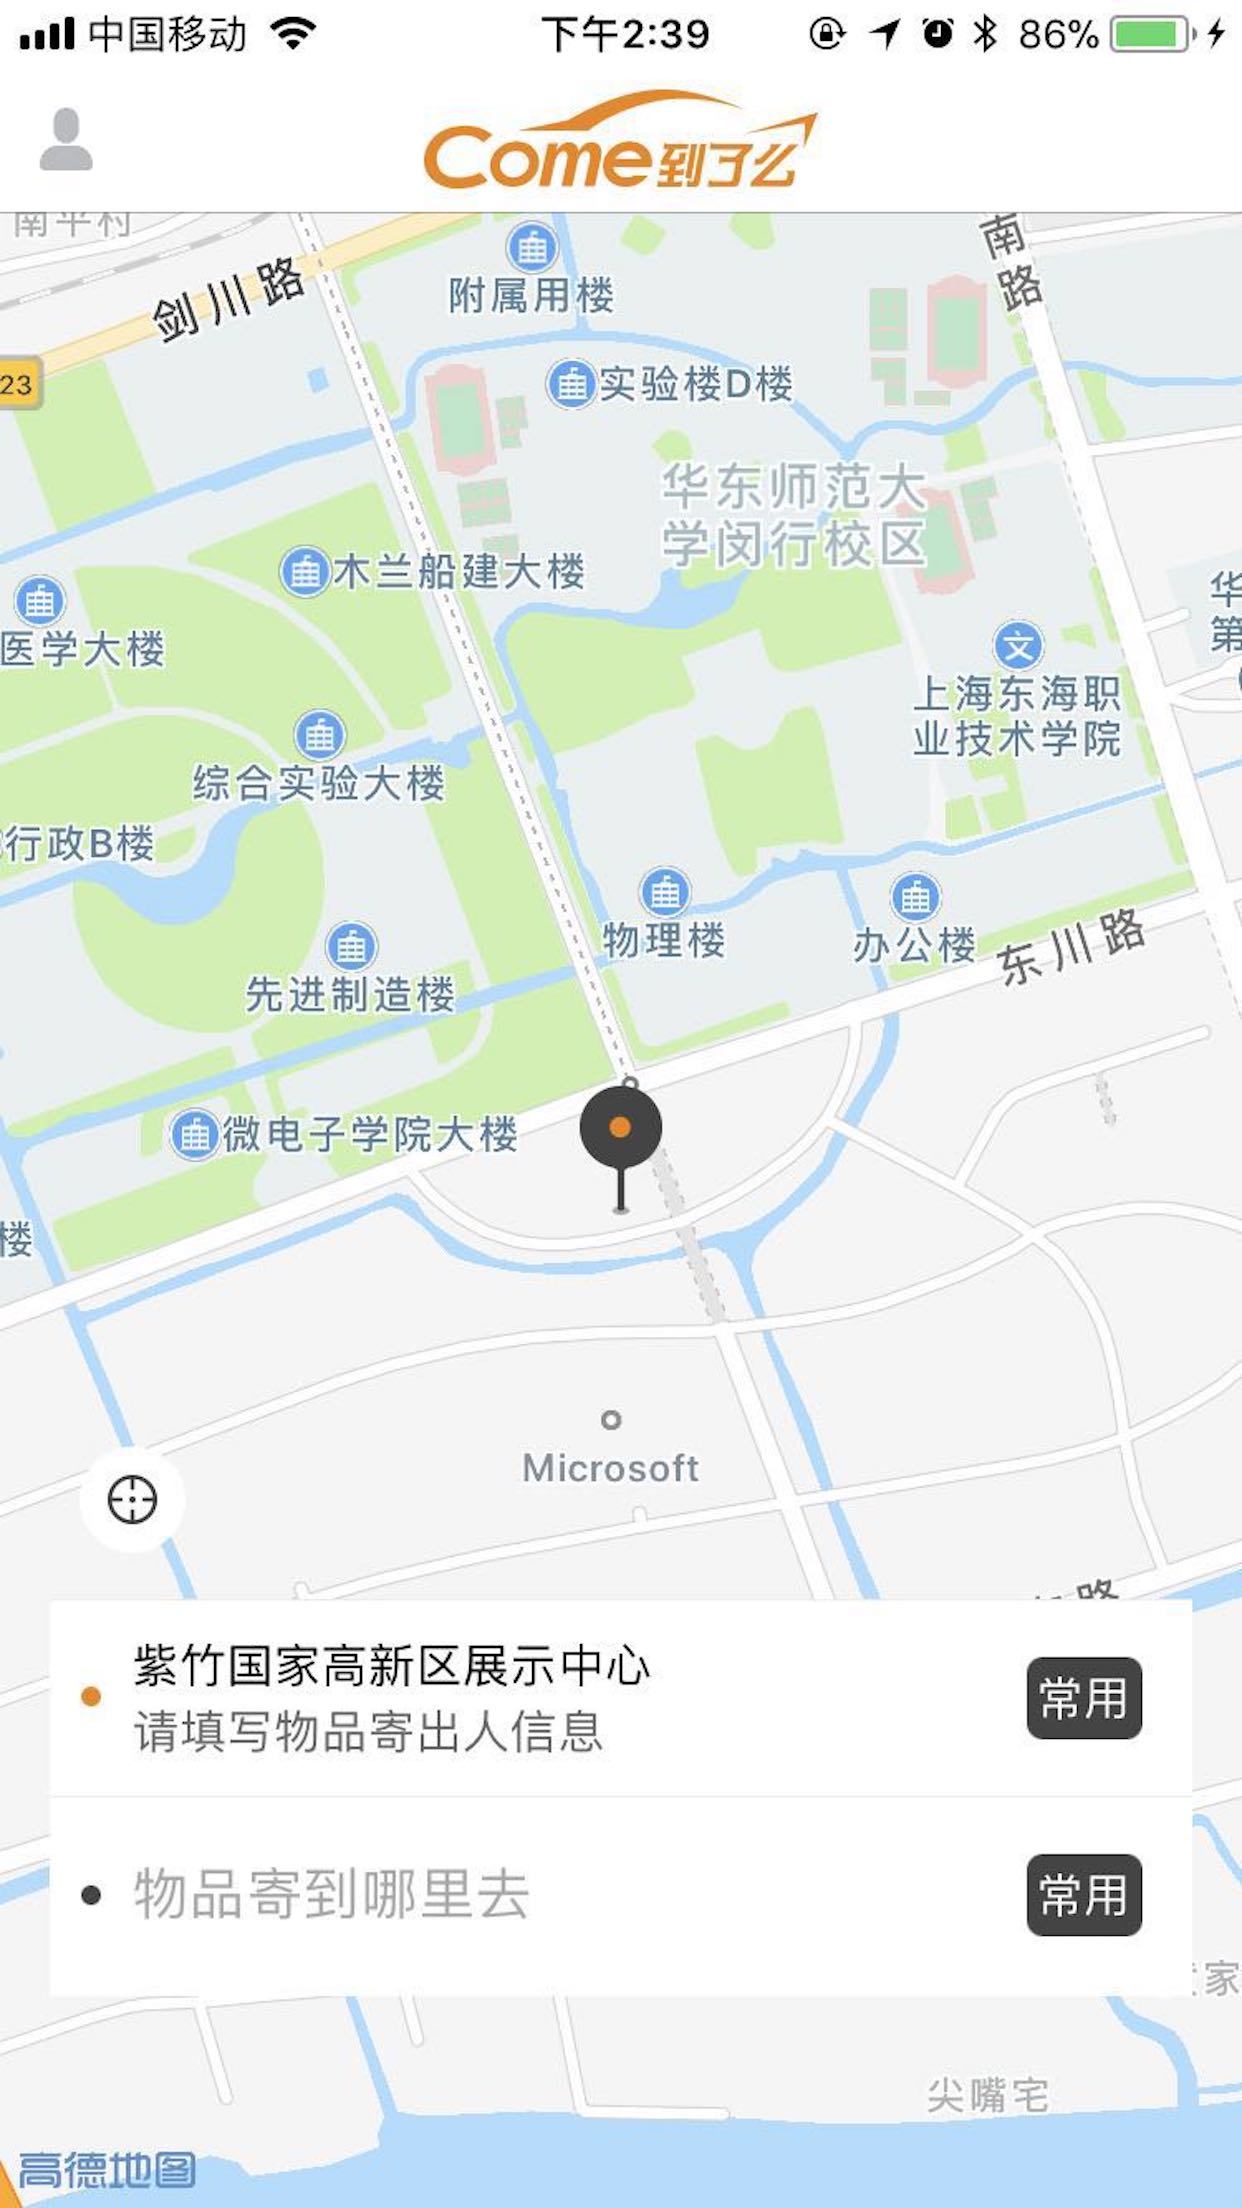 中国移动
下午2:39
86%
Come到了么
南平村
剑川路
南路
附属用楼
23
实验楼D楼
华东师范大
学闵行校区
木兰船建大楼
华
第
医学大楼
文
上海东海职
业技术学院
综合实验大楼
行政B楼
物理楼
办公楼
东川路
先进制造楼
微电子学院大楼
楼
Microsoft
路
紫竹国家高新区展示中心
请填写物品寄出人信息
常用
物品寄到哪里去
常用
家
尖嘴宅
高德地图